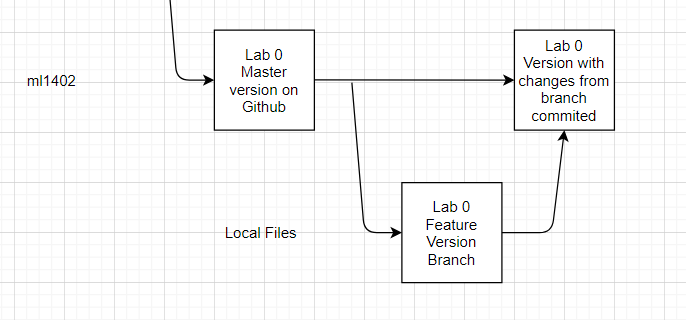 ml1402
Lab 0
Master
version on
Github
Lab 0
Version with
changes from
branch
commited
Local Files
Lab 0
Feature
Version
Branch